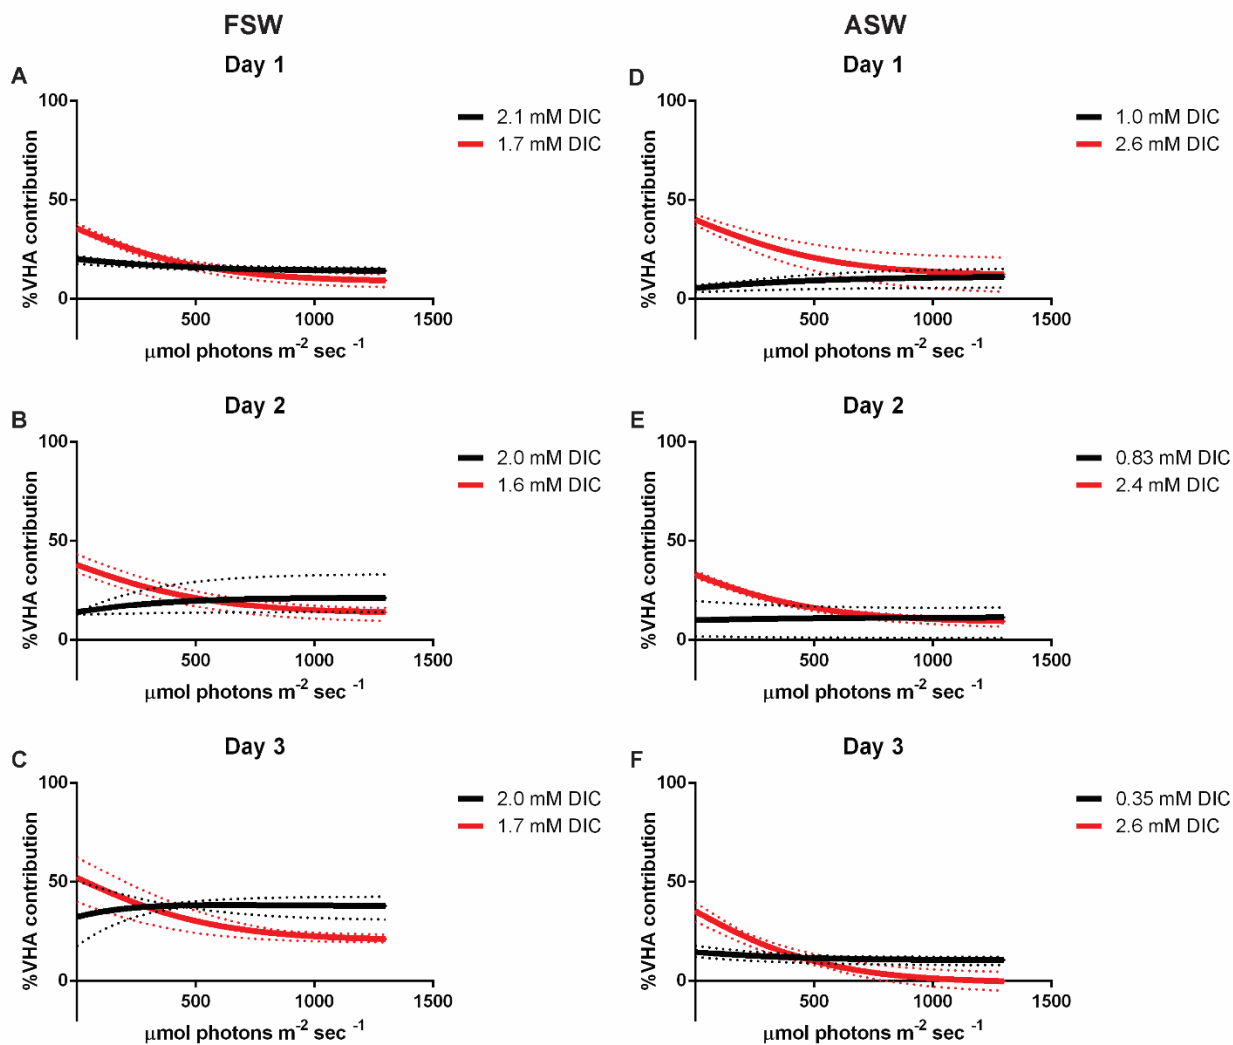 FSW
ASW
A
Day 1
%VHA contribution
100
50
0
500
1000
1500
μmol photons m-2 sec -1
2.1 mM DIC
1.7 mM DIC
D
Day 1
%VHA contribution
100
50
0
500
1000
1500
μmol photons m-2 sec -1
1.0 mM DIC
2.6 mM DIC
B
Day 2
%VHA contribution
100
50
0
500
1000
1500
μmol photons m-2 sec -1
2.0 mM DIC
1.6 mM DIC
E
Day 2
%VHA contribution
100
50
0
500
1000
1500
μmol photons m-2 sec -1
0.83 mM DIC
2.4 mM DIC
C
Day 3
%VHA contribution
100
50
0
500
1000
1500
μmol photons m-2 sec -1
2.0 mM DIC
1.7 mM DIC
F
Day 3
%VHA contribution
100
50
0
500
1000
1500
μmol photons m-2 sec -1
0.35 mM DIC
2.6 mM DIC